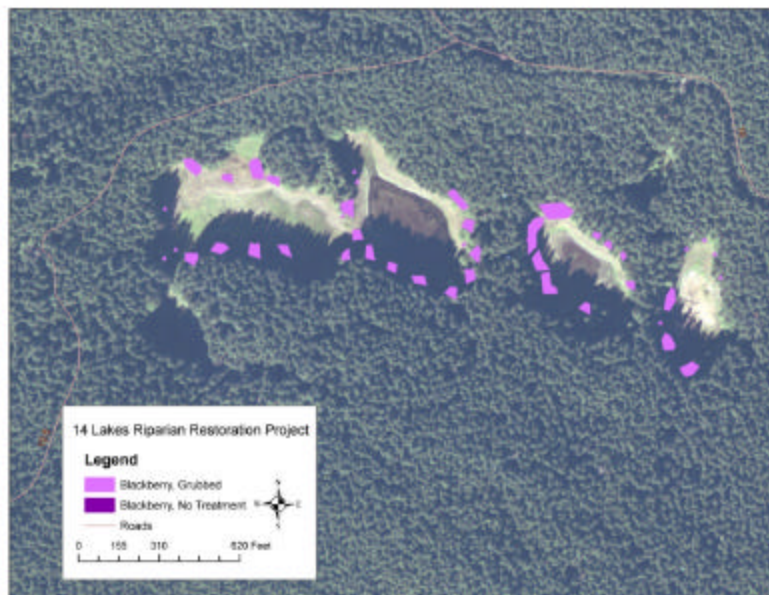 14 Lakes Riparian Restoration Project
Legend
Blackberry, Grubbed
Blackberry, No Treatment
Roads
N
W E
S
0 155 310 620 Feet